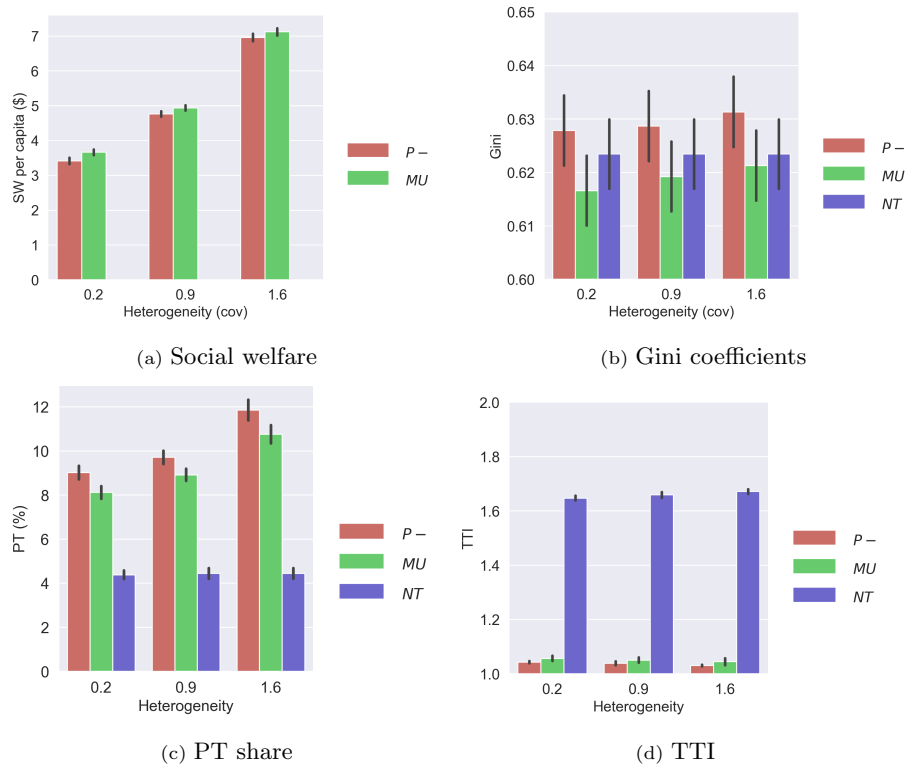 SW per capita ($)
7
6
5
4
3
2
1
0
0.2 0.9 1.6
Heterogeneity (cov)
P −
MU
(a) Social welfare
Gini
0.65
0.64
0.63
0.62
0.61
0.60
0.2 0.9 1.6
Heterogeneity (cov)
P −
MU
NT
(b) Gini coefficients
PT (%)
12
10
8
6
4
2
0
0.2 0.9 1.6
Heterogeneity
P −
MU
NT
(c) PT share
TTI
2.0
1.8
1.6
1.4
1.2
1.0
0.2 0.9 1.6
Heterogeneity
P −
MU
NT
(d) TTI